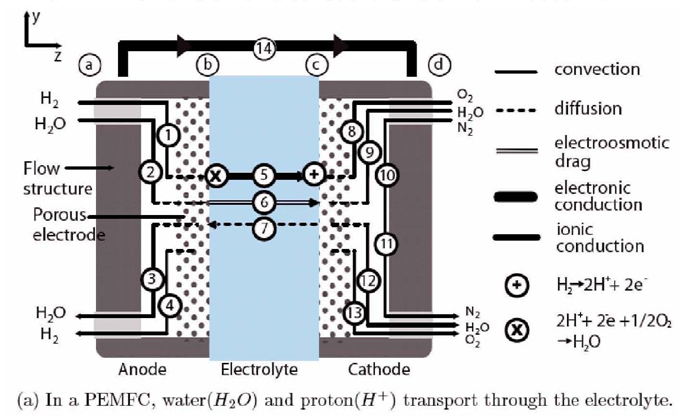 y
z
14
a
b
c
d
H₂
H₂O
O₂
H₂O
N₂
1
2
8
9
10
x
5
+
6
7
Flow
structure
Porous
electrode
11
3
4
12
13
H₂O
H₂
N₂
H₂O
O₂
Anode
Electrolyte
Cathode
convection
diffusion
electroosmotic
drag
electronic
conduction
ionic
conduction
+ H₂→2H⁺+ 2e⁻
x 2H⁺+ 2e⁻+1/2O₂
→H₂O
(a) In a PEMFC, water(H₂O) and proton(H⁺) transport through the electrolyte.